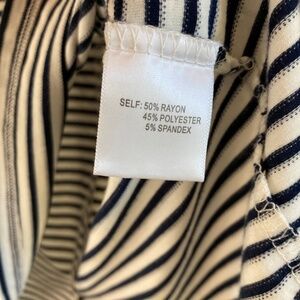 SELF: 50% RAYON
45% POLYESTER
5% SPANDEX